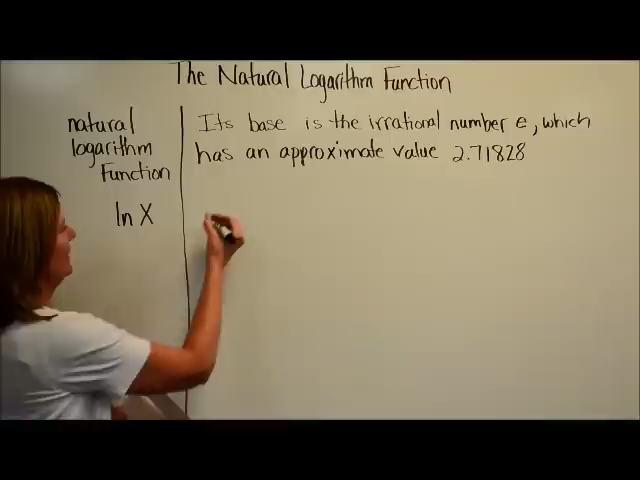 The Natural Logarithm Function
natural
logarithm
Function
Its base is the irrational number e, which
has an approximate value 2.71828
ln X